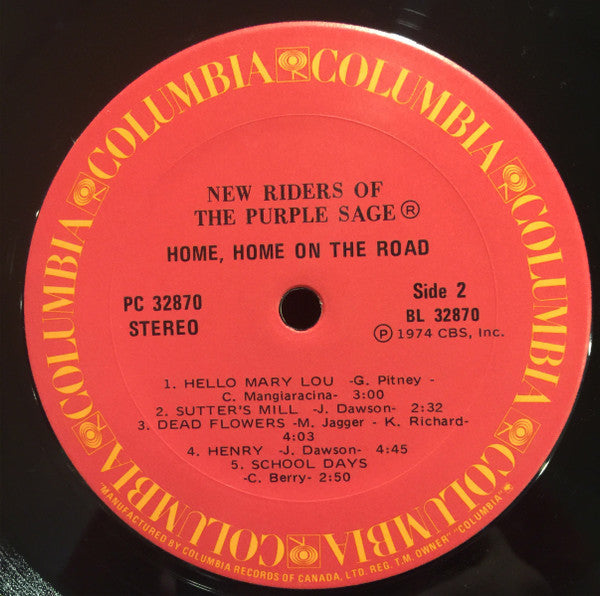 COLUMBIA COLUMBIA COLUMBIA COLUMBIA COLUMBIA COLUMBIA COLUMBIA
NEW RIDERS OF
THE PURPLE SAGE ®
HOME, HOME ON THE ROAD
PC 32870
STEREO
Side 2
BL 32870
Ⓟ 1974 CBS, Inc.
1. HELLO MARY LOU -G. Pitney -
C. Mangiaracina- 3:00
2. SUTTER'S MILL -J. Dawson- 2:32
3. DEAD FLOWERS -M. Jagger - K. Richard-
4:03
4. HENRY -J. Dawson- 4:45
5. SCHOOL DAYS
-C. Berry- 2:50
"MANUFACTURED BY COLUMBIA RECORDS OF CANADA, LTD. REG. T.M. OWNER" "COLUMBIA"